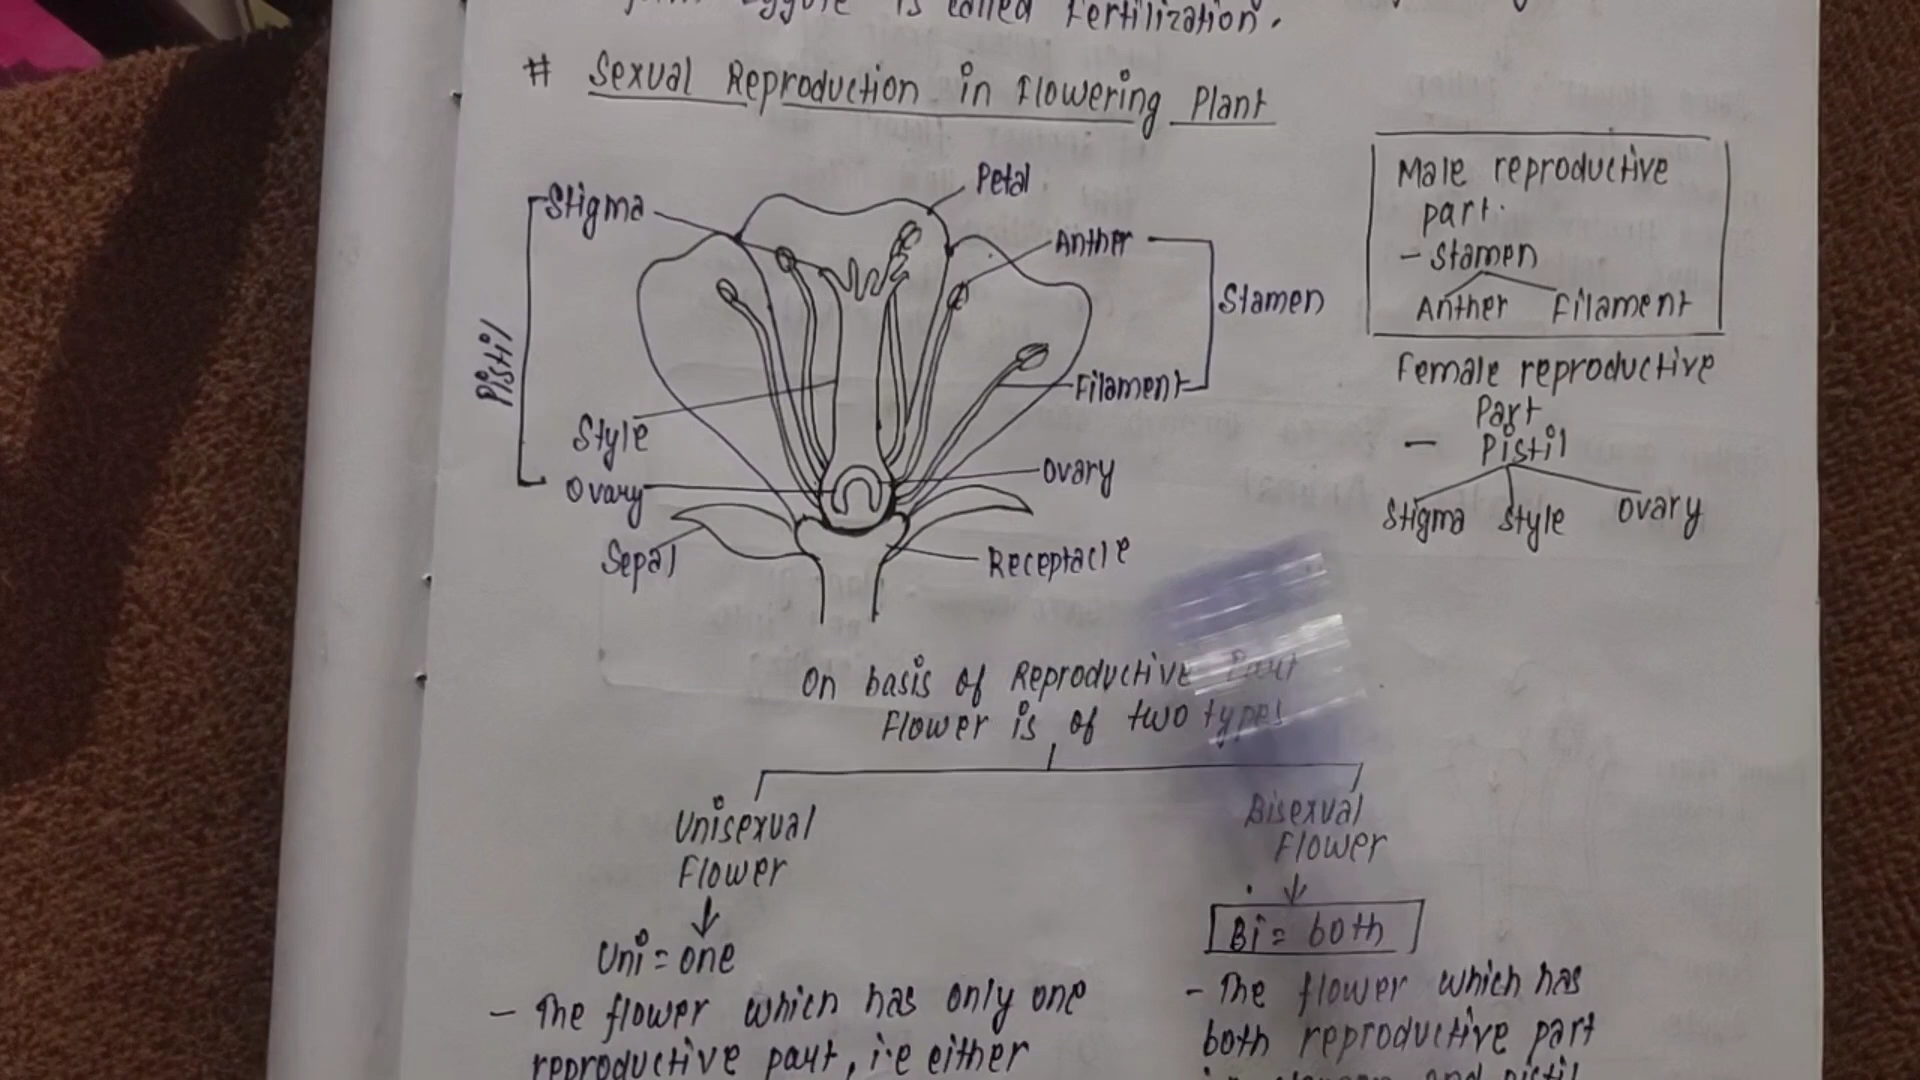 is called Fertilization.
# Sexual Reproduction in Flowering Plant
Stigma
Petal
Anther
Stamen
Filament
Pistil
Style
Ovary
Ovary
Sepal
Receptacle
Male reproductive
part.
- Stamen
Anther Filament
Female reproductive
Part
- Pistil
Stigma Style Ovary
On basis of Reproductive Part
Flower is of two types
Unisexual
Flower
Uni = one
- The flower which has only one
reproductive part, i.e either
Bisexual
Flower
Bi = both
- The flower which has
both reproductive part
and pistil